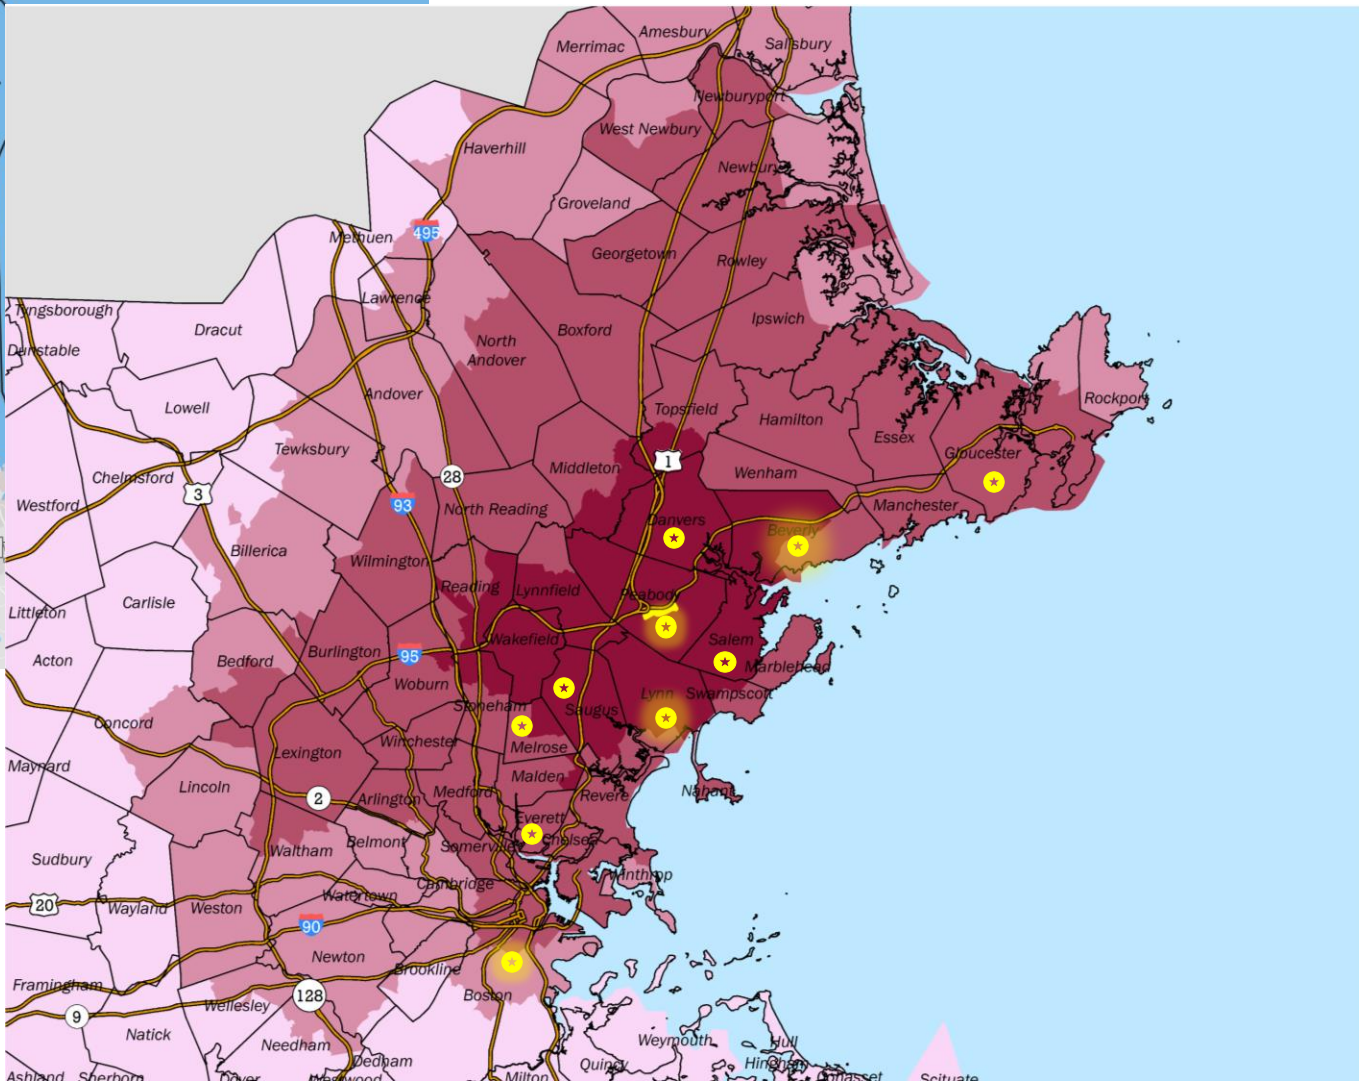 Amesbury
Salisbury
Merrimac
Newburyport
West Newbury
Haverhill
Newbury
Groveland
495
Methuen
Georgetown
Rowley
Lawrence
Tyngsborough
Ipswich
Dracut
Boxford
North
Andover
Dunstable
Andover
Rockport
Lowell
Topsfield
Hamilton
Essex
Tewksbury
Gloucester
1
Middleton
Wenham
Chelmsford
28
3
93
Westford
North Reading
Manchester
Danvers
Beverly
Billerica
Wilmington
Reading
Lynnfield
Peabody
Carlisle
Littleton
Wakefield
Salem
Burlington
95
Acton
Bedford
Marblehead
Woburn
Lynn
Swampscott
Stoneham
Saugus
Concord
Winchester
Melrose
Lexington
Maynard
Malden
Lincoln
Medford
Nahant
2
Arlington
Revere
Everett
Chelsea
Belmont
Somerville
Waltham
Sudbury
Winthrop
Cambridge
Watertown
20
Wayland
Weston
90
Newton
Brookline
Framingham
128
Boston
Wellesley
9
Natick
Weymouth
Hull
Needham
Dedham
Quincy
Hingham
Ashland
Sherborn
Dover
Westwood
Milton
Cohasset
Scituate